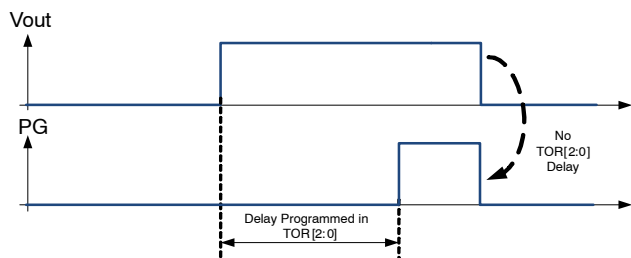 Vout
PG
No
TOR[2:0]
Delay
Delay Programmed in
TOR[2:0]